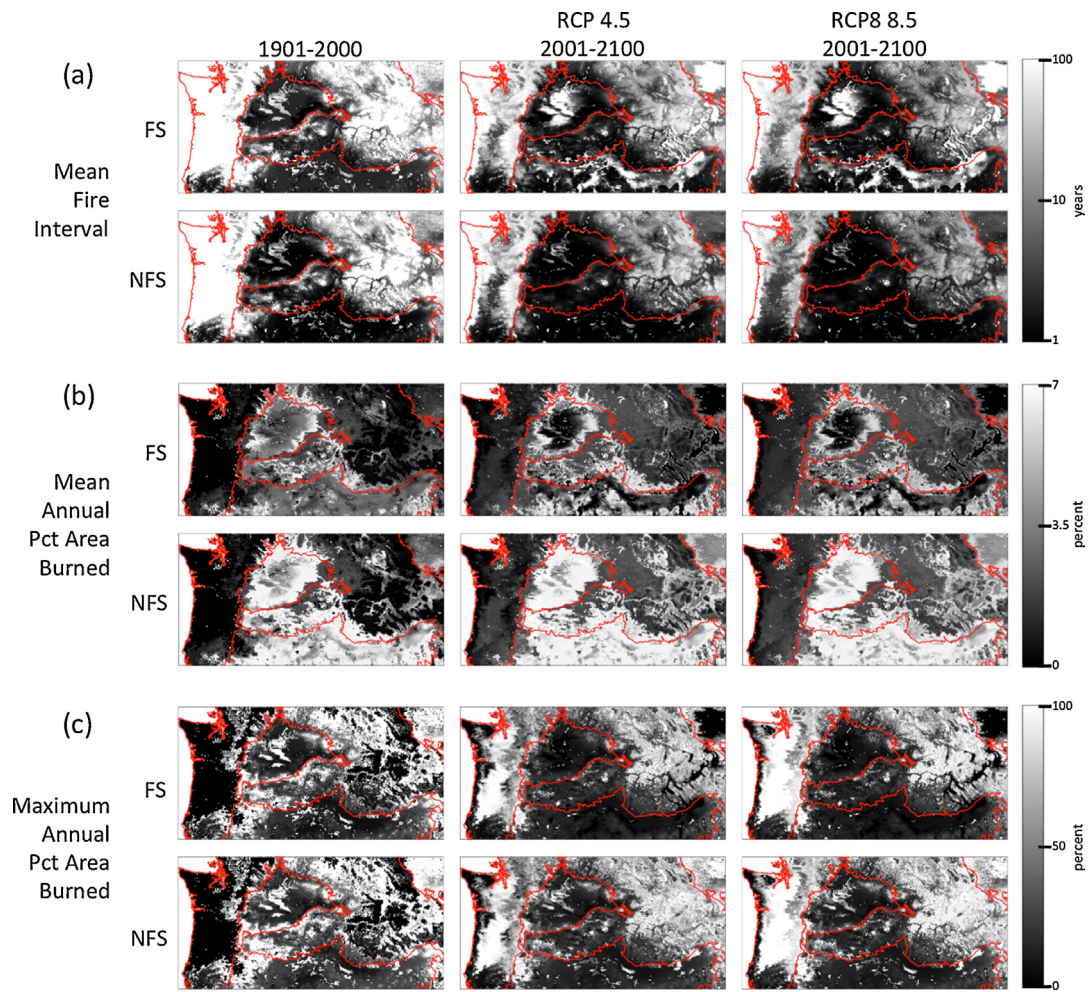 RCP 4.5
RCP8 8.5
1901-2000
2001-2100
2001-2100
(a)
FS
Mean
Fire
Interval
NFS
100
10
1
years
(b)
FS
Mean
Annual
Pct Area
Burned
NFS
7
3.5
0
percent
(c)
FS
Maximum
Annual
Pct Area
Burned
NFS
100
50
0
percent